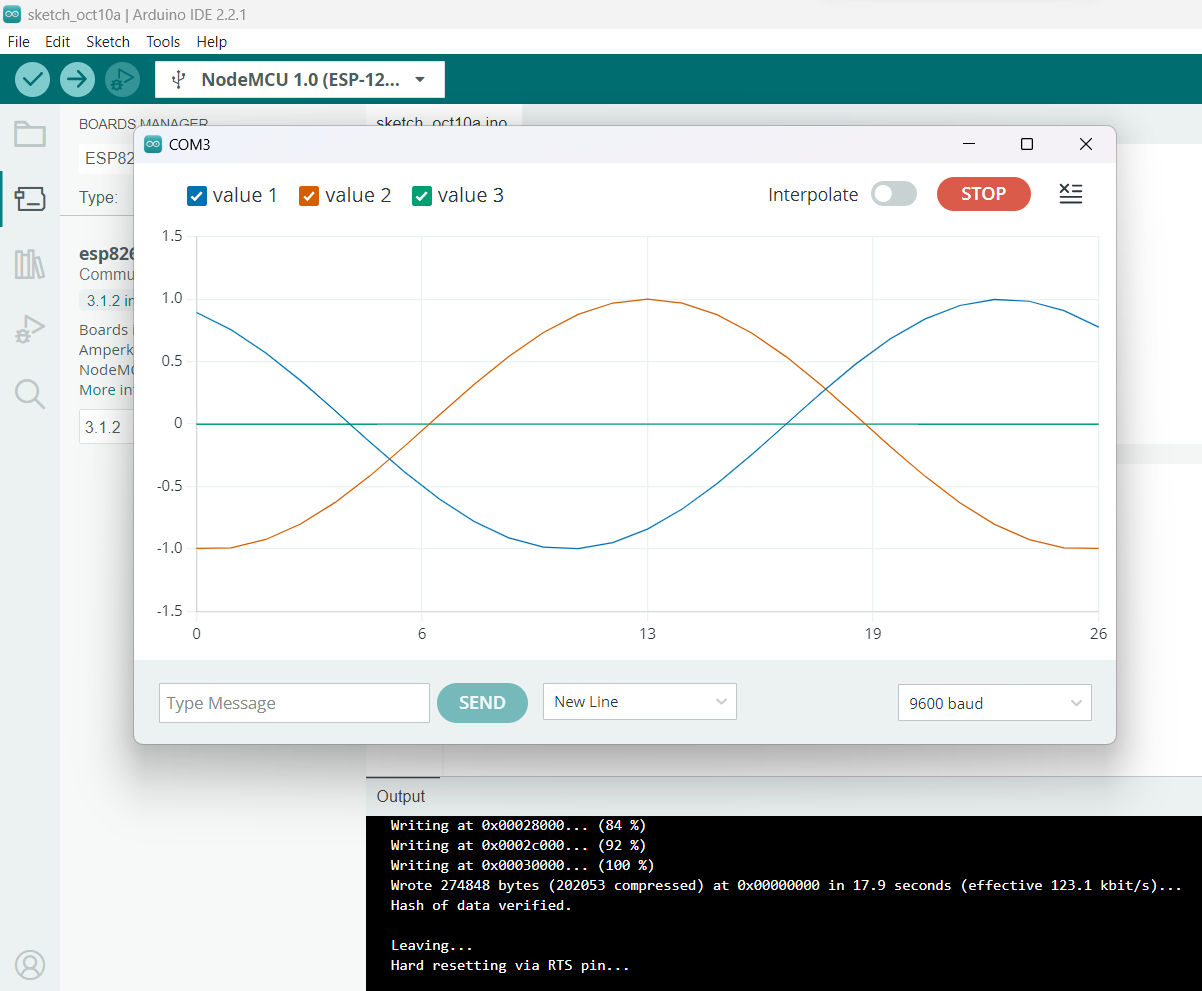 sketch_oct10a | Arduino IDE 2.2.1
File Edit Sketch Tools Help
NodeMCU 1.0 (ESP-12...
BOARDS MANAGER
sketch_oct10a.ino
ESP82
Type:
esp826
Commu
3.1.2 in
Boards
Amperk
NodeMC
More in
3.1.2
COM3
value 1 value 2 value 3
Interpolate
STOP
1.5
1.0
0.5
0
-0.5
-1.0
-1.5
0 6 13 19 26
Type Message
SEND
New Line
9600 baud
Output
Writing at 0x00028000... (84 %)
Writing at 0x0002c000... (92 %)
Writing at 0x00030000... (100 %)
Wrote 274848 bytes (202053 compressed) at 0x00000000 in 17.9 seconds (effective 123.1 kbit/s)...
Hash of data verified.
Leaving...
Hard resetting via RTS pin...